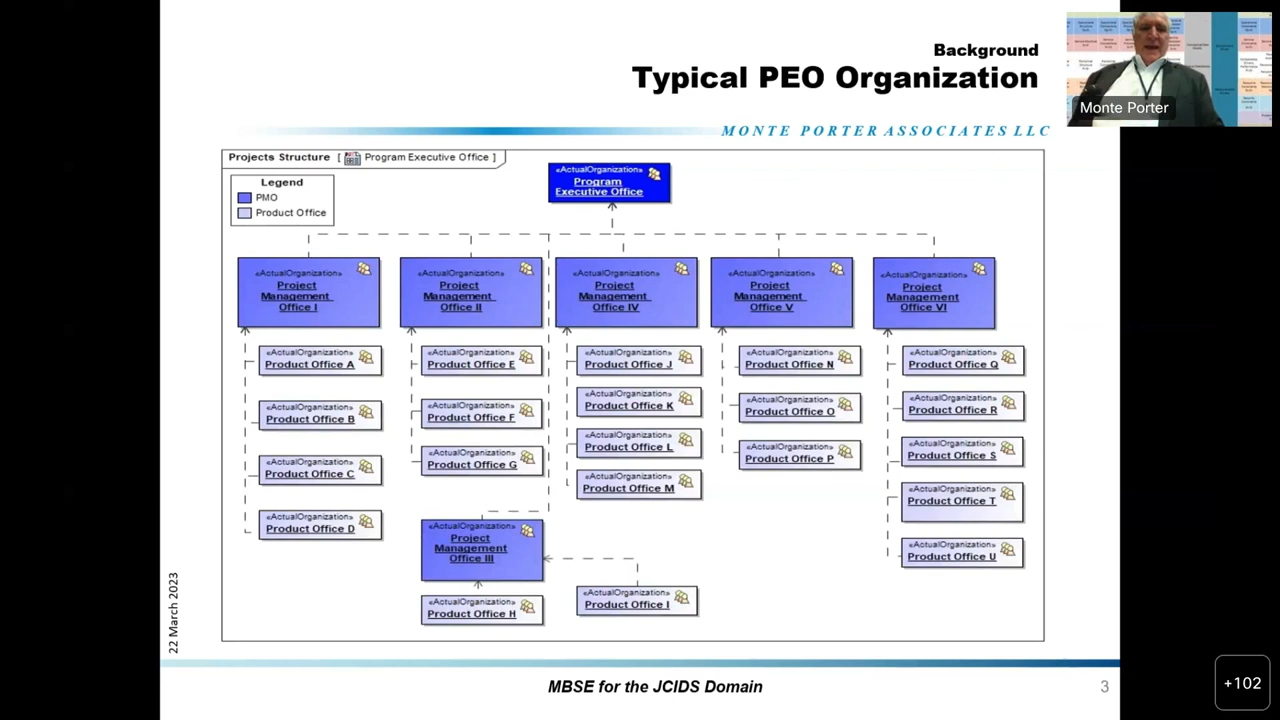 Background
Typical PEO Organization
MONTE PORTER ASSOCIATES LLC
Monte Porter
Projects Structure [ Program Executive Office ]
Legend
PMO
Product Office
«ActualOrganization»
Program
Executive Office
«ActualOrganization»
Project
Management
Office I
«ActualOrganization»
Project
Management
Office II
«ActualOrganization»
Project
Management
Office IV
«ActualOrganization»
Project
Management
Office V
«ActualOrganization»
Project
Management
Office VI
«ActualOrganization»
Product Office A
«ActualOrganization»
Product Office B
«ActualOrganization»
Product Office C
«ActualOrganization»
Product Office D
«ActualOrganization»
Product Office E
«ActualOrganization»
Product Office F
«ActualOrganization»
Product Office G
«ActualOrganization»
Project
Management
Office III
«ActualOrganization»
Product Office H
«ActualOrganization»
Product Office I
«ActualOrganization»
Product Office J
«ActualOrganization»
Product Office K
«ActualOrganization»
Product Office L
«ActualOrganization»
Product Office M
«ActualOrganization»
Product Office N
«ActualOrganization»
Product Office O
«ActualOrganization»
Product Office P
«ActualOrganization»
Product Office Q
«ActualOrganization»
Product Office R
«ActualOrganization»
Product Office S
«ActualOrganization»
Product Office T
«ActualOrganization»
Product Office U
22 March 2023
MBSE for the JCIDS Domain
3
+102